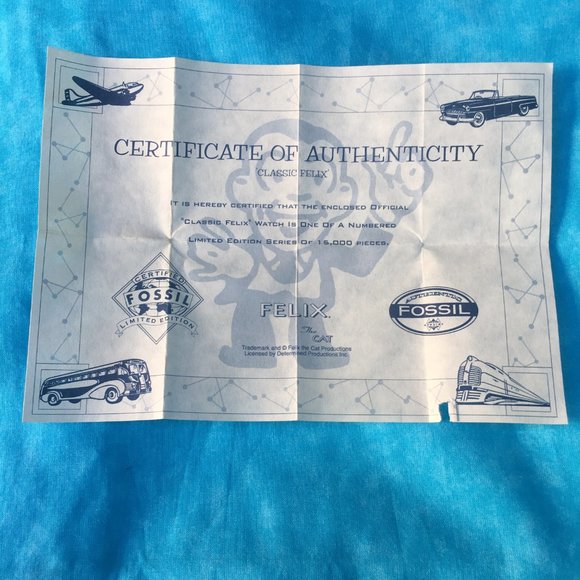 CERTIFICATE OF AUTHENTICITY
"CLASSIC FELIX"
IT IS HEREBY CERTIFIED THAT THE ENCLOSED OFFICIAL
"CLASSIC FELIX" WATCH IS ONE OF A NUMBERED
LIMITED EDITION SERIES OF 15,000 PIECES.
CERTIFIED
FOSSIL
LIMITED EDITION
FELIX
The
CAT
Trademark and © Felix the Cat Productions
Licensed by Determined Productions Inc.
AUTHENTIC
FOSSIL